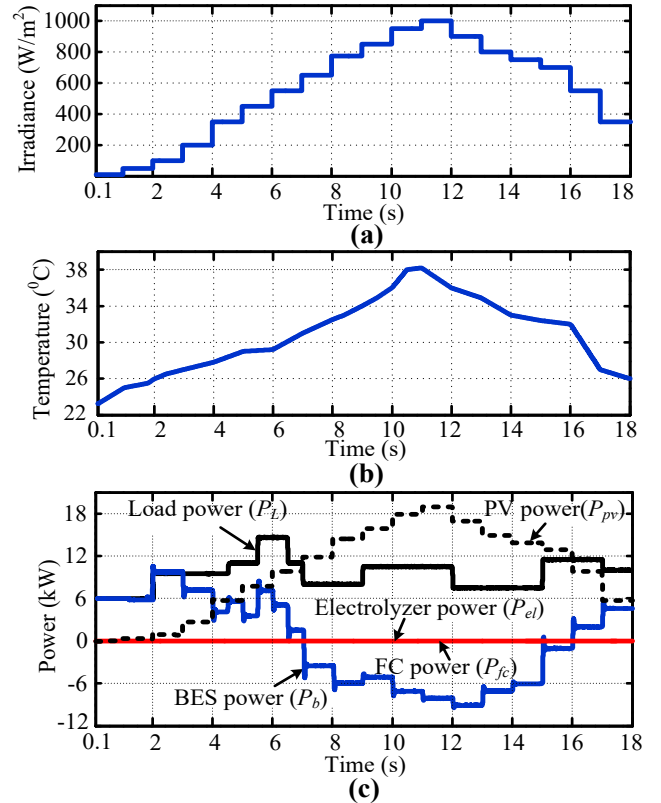 Irradiance (W/m²)
1000
800
600
400
200
0.1 2 4 6 8 10 12 14 16 18
Time (s)
(a)
Temperature (⁰C)
38
34
30
26
22
0.1 2 4 6 8 10 12 14 16 18
Time (s)
(b)
Power (kW)
18
12
6
0
-6
-12
Load power (P_L)
PV power(P_pv)
Electrolyzer power (P_el)
FC power (P_fc)
BES power (P_b)
0.1 2 4 6 8 10 12 14 16 18
Time (s)
(c)